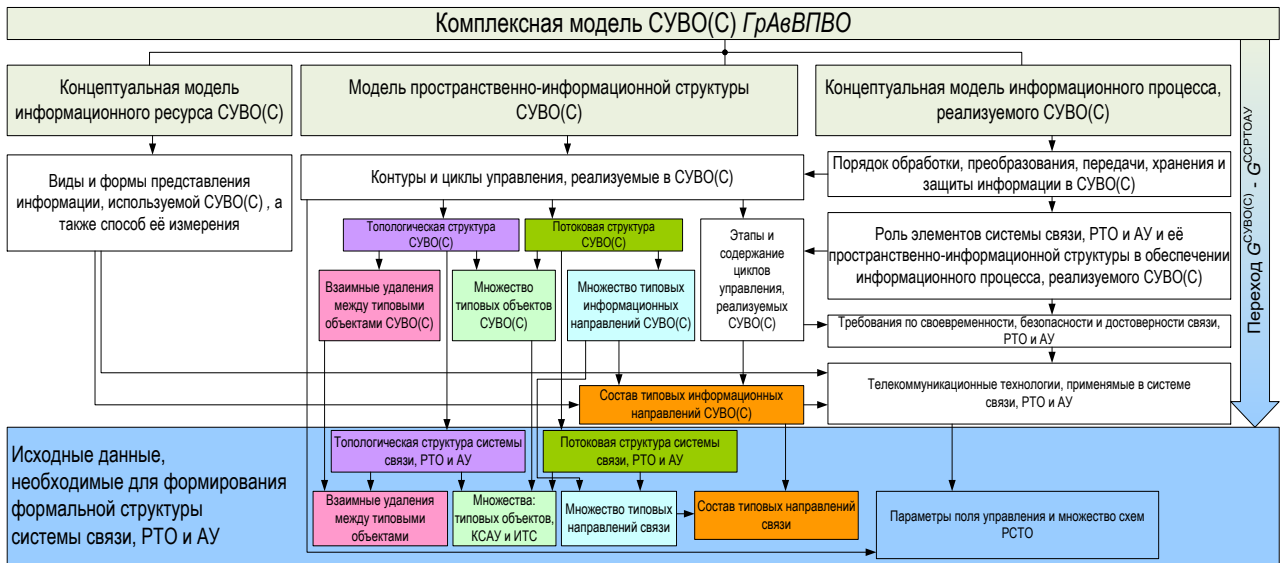 Комплексная модель СУВО(С) ГрАвВПВО
Концептуальная модель
информационного ресурса СУВО(С)
Модель пространственно-информационной структуры
СУВО(С)
Концептуальная модель информационного процесса,
реализуемого СУВО(С)
Переход G^СУВО(С) - G^ССРТОАУ
Виды и формы представления
информации, используемой СУВО(С) , а
также способ её измерения
Контуры и циклы управления, реализуемые в СУВО(С)
Порядок обработки, преобразования, передачи, хранения и
защиты информации в СУВО(С)
Топологическая структура
СУВО(С)
Потоковая структура
СУВО(С)
Этапы и
содержание
циклов
управления,
реализуемых
СУВО(С)
Роль элементов системы связи, РТО и АУ и её
пространственно-информационной структуры в обеспечении
информационного процесса, реализуемого СУВО(С)
Взаимные удаления
между типовыми
объектами СУВО(С)
Множество
типовых объектов
СУВО(С)
Множество типовых
информационных
направлений СУВО(С)
Требования по своевременности, безопасности и достоверности связи,
РТО и АУ
Состав типовых информационных
направлений СУВО(С)
Телекоммуникационные технологии, применямые в системе
связи, РТО и АУ
Исходные данные,
необходимые для формирования
формальной структуры
системы связи, РТО и АУ
Топологическая структура системы
связи, РТО и АУ
Потоковая структура системы
связи, РТО и АУ
Взаимные удаления
между типовыми
объектами
Множества:
типовых объектов,
КСАУ и ИТС
Множество типовых
направлений связи
Состав типовых направлений
связи
Параметры поля управления и множество схем
РСТО